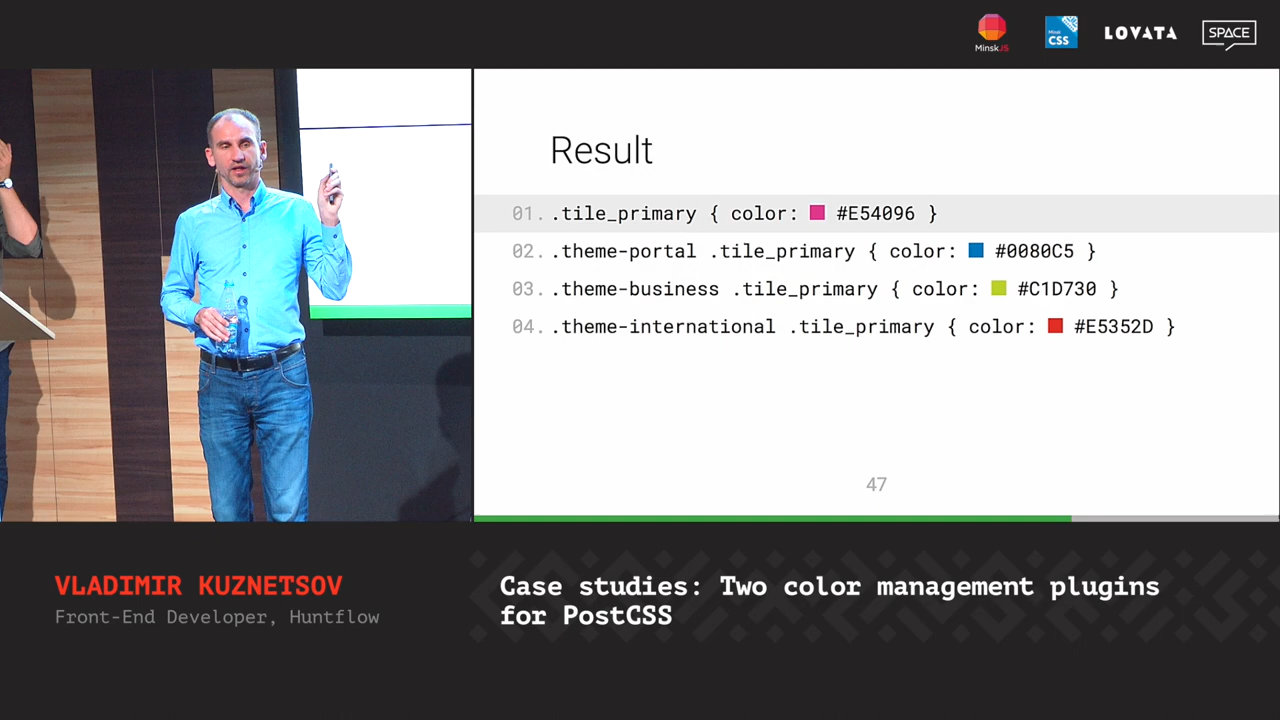 MinskJS
Minsk
CSS
LOVATA
SPACE
Result
01. .tile_primary { color: #E54096 }
02. .theme-portal .tile_primary { color: #0080C5 }
03. .theme-business .tile_primary { color: #C1D730 }
04. .theme-international .tile_primary { color: #E5352D }
47
VLADIMIR KUZNETSOV
Front-End Developer, Huntflow
Case studies: Two color management plugins
for PostCSS